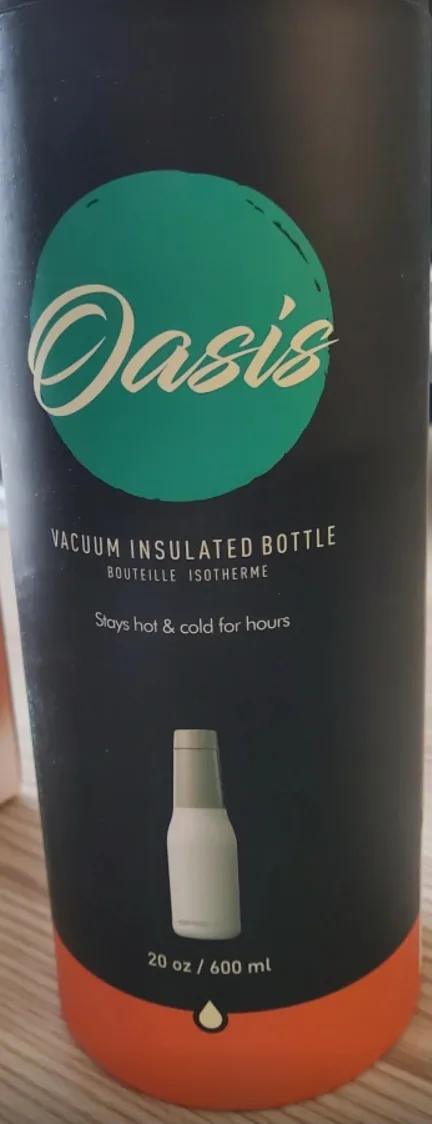 Oasis
VACUUM INSULATED BOTTLE
BOUTEILLE ISOTHERME
Stays hot & cold for hours
20 oz / 600 ml